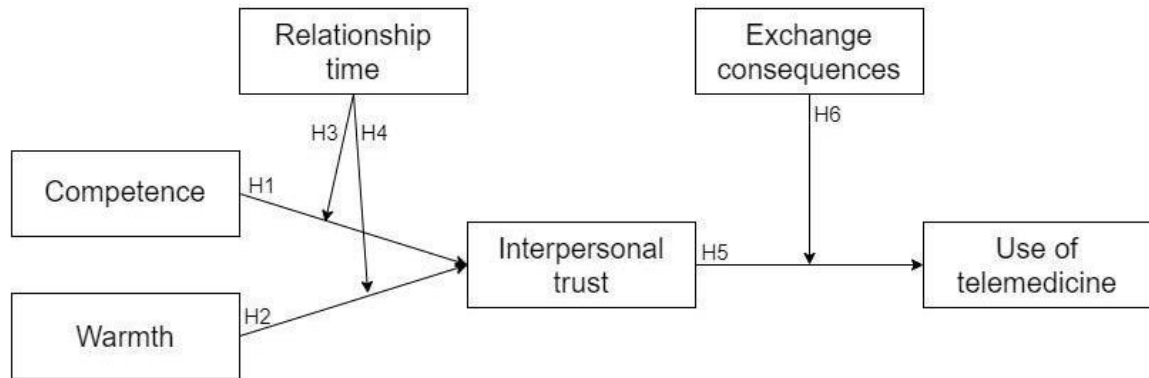 Relationship
time
Exchange
consequences
H3
H4
H6
Competence
H1
Interpersonal
trust
H5
Use of
telemedicine
Warmth
H2